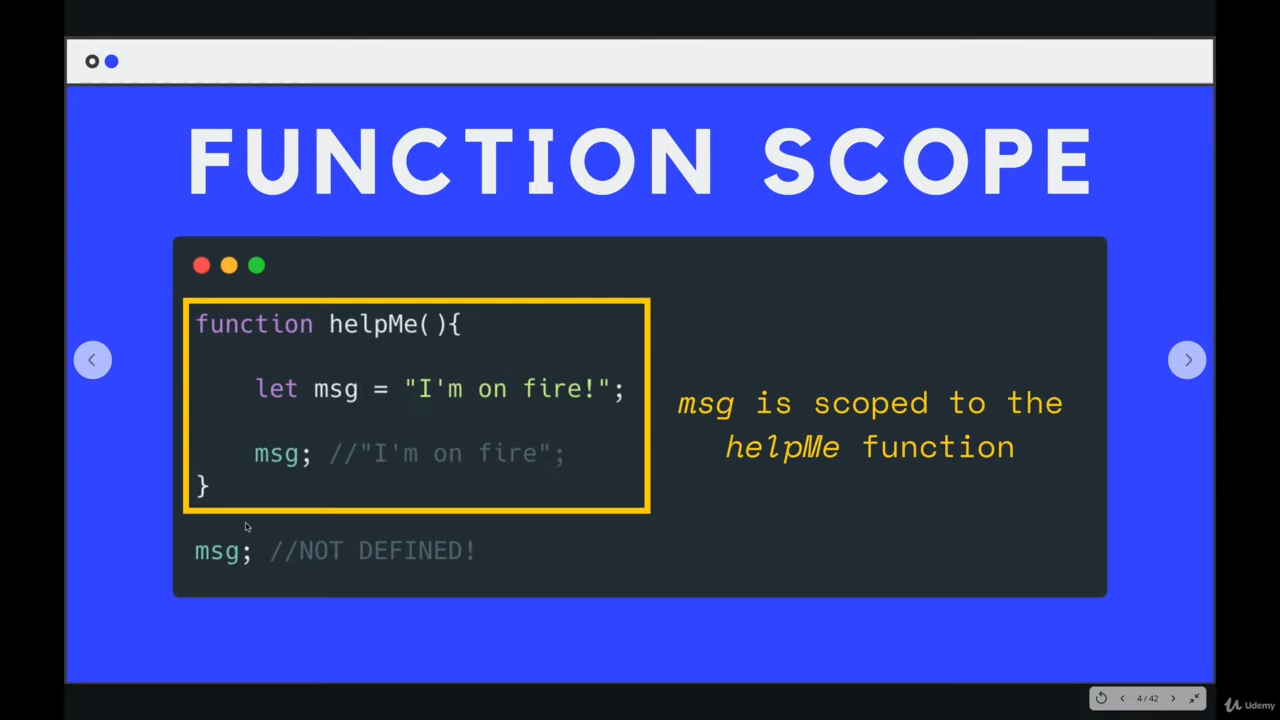 FUNCTION SCOPE
function helpMe(){
let msg = "I'm on fire!";
msg; //"I'm on fire";
}
msg; //NOT DEFINED!
msg is scoped to the
helpMe function
4 / 42
Udemy